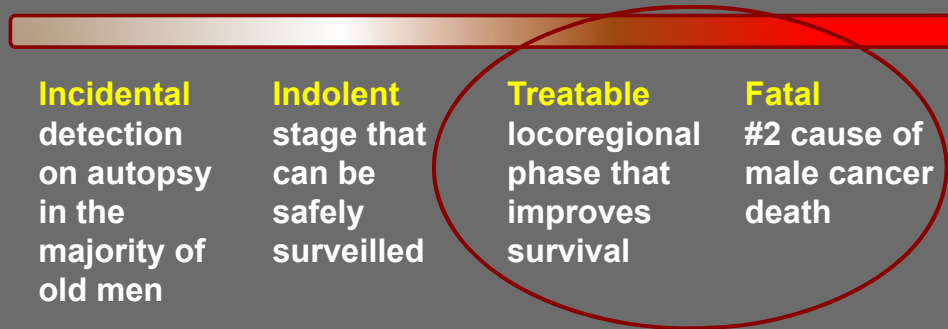 Incidental
detection
on autopsy
in the
majority of
old men
Indolent
stage that
can be
safely
surveilled
Treatable
locoregional
phase that
improves
survival
Fatal
#2 cause of
male cancer
death